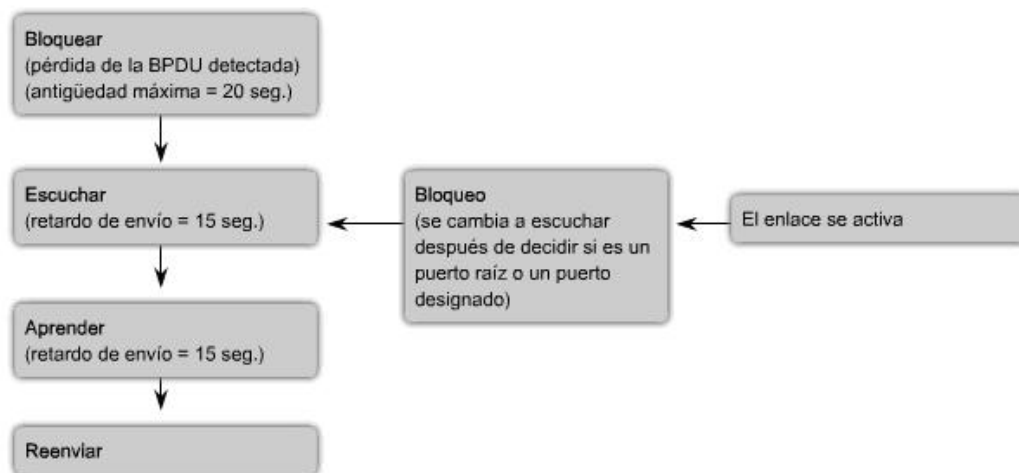 Bloquear
(pérdida de la BPDU detectada)
(antigüedad máxima = 20 seg.)
Escuchar
(retardo de envío = 15 seg.)
Bloqueo
(se cambia a escuchar
después de decidir si es un
puerto raíz o un puerto
designado)
El enlace se activa
Aprender
(retardo de envío = 15 seg.)
Reenviar